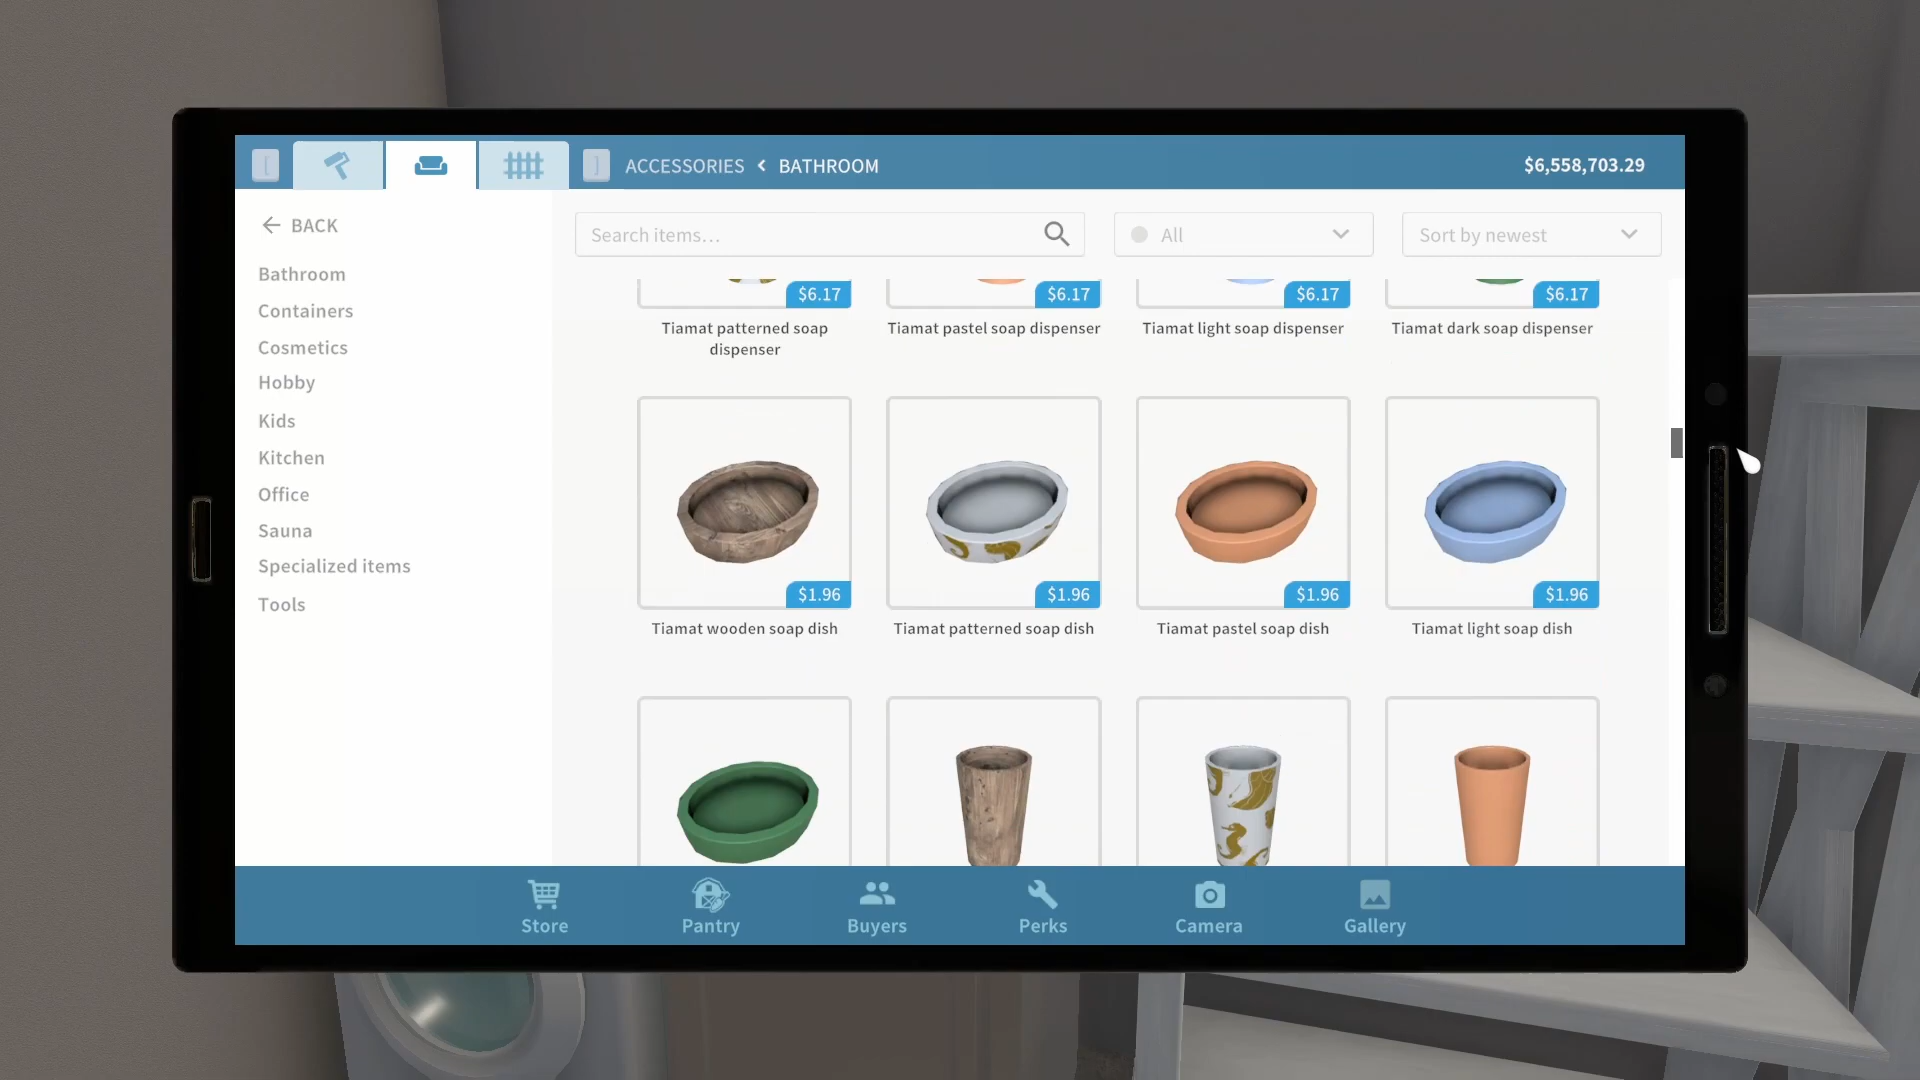 [
]
ACCESSORIES < BATHROOM
$6,558,703.29
BACK
Search items...
All
Sort by newest
Bathroom
Containers
Cosmetics
Hobby
Kids
Kitchen
Office
Sauna
Specialized items
Tools
$6.17
$6.17
$6.17
$6.17
Tiamat patterned soap
dispenser
Tiamat pastel soap dispenser
Tiamat light soap dispenser
Tiamat dark soap dispenser
$1.96
$1.96
$1.96
$1.96
Tiamat wooden soap dish
Tiamat patterned soap dish
Tiamat pastel soap dish
Tiamat light soap dish
Store
Pantry
Buyers
Perks
Camera
Gallery